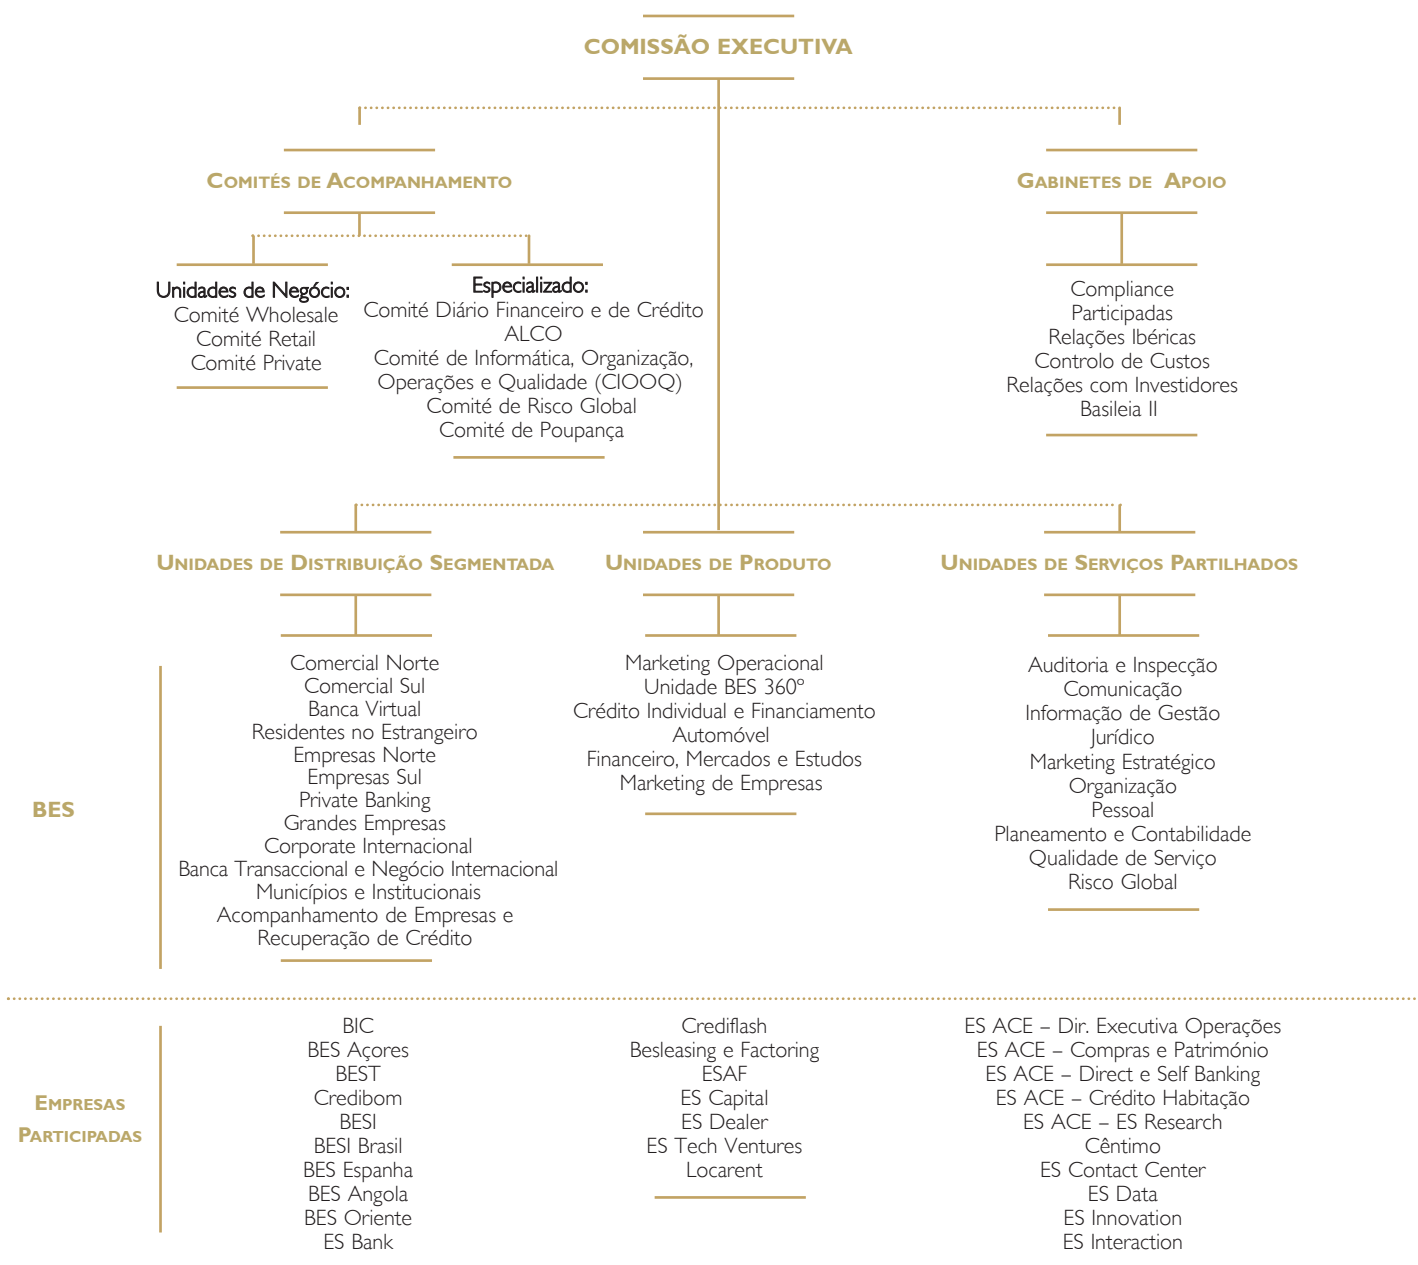 COMISSÃO EXECUTIVA
COMITÉS DE ACOMPANHAMENTO
GABINETES DE APOIO
Unidades de Negócio:
Comité Wholesale
Comité Retail
Comité Private
Especializado:
Comité Diário Financeiro e de Crédito
ALCO
Comité de Informática, Organização,
Operações e Qualidade (CIOOQ)
Comité de Risco Global
Comité de Poupança
Compliance
Participadas
Relações Ibéricas
Controlo de Custos
Relações com Investidores
Basileia II
UNIDADES DE DISTRIBUIÇÃO SEGMENTADA
UNIDADES DE PRODUTO
UNIDADES DE SERVIÇOS PARTILHADOS
BES
Comercial Norte
Comercial Sul
Banca Virtual
Residentes no Estrangeiro
Empresas Norte
Empresas Sul
Private Banking
Grandes Empresas
Corporate Internacional
Banca Transaccional e Negócio Internacional
Municípios e Institucionais
Acompanhamento de Empresas e
Recuperação de Crédito
Marketing Operacional
Unidade BES 360º
Crédito Individual e Financiamento
Automóvel
Financeiro, Mercados e Estudos
Marketing de Empresas
Auditoria e Inspecção
Comunicação
Informação de Gestão
Jurídico
Marketing Estratégico
Organização
Pessoal
Planeamento e Contabilidade
Qualidade de Serviço
Risco Global
EMPRESAS
PARTICIPADAS
BIC
BES Açores
BEST
Credibom
BESI
BESI Brasil
BES Espanha
BES Angola
BES Oriente
ES Bank
Crediflash
Besleasing e Factoring
ESAF
ES Capital
ES Dealer
ES Tech Ventures
Locarent
ES ACE – Dir. Executiva Operações
ES ACE – Compras e Património
ES ACE – Direct e Self Banking
ES ACE – Crédito Habitação
ES ACE – ES Research
Cêntimo
ES Contact Center
ES Data
ES Innovation
ES Interaction